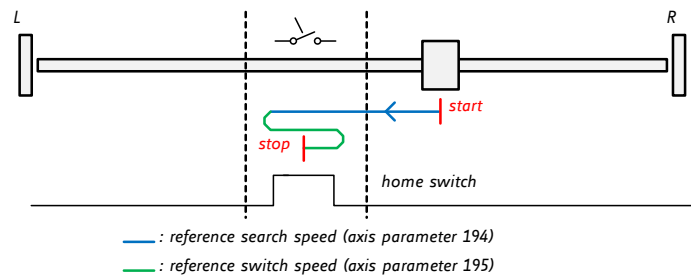 L
R
start
stop
home switch
: reference search speed (axis parameter 194)
: reference switch speed (axis parameter 195)